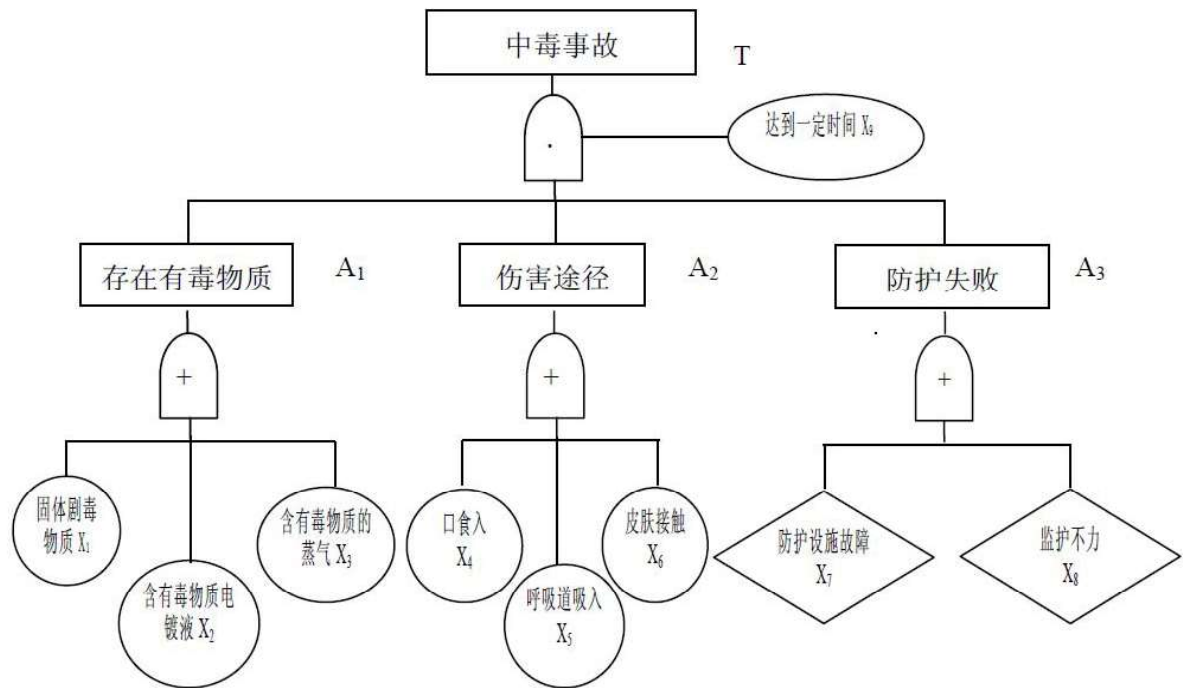 中毒事故
T
达到一定时间 X₉
·
存在有毒物质
A₁
伤害途径
A₂
防护失败
A₃
+
+
+
固体剧毒
物质 X₁
含有毒物质电
镀液 X₂
含有毒物质的
蒸气 X₃
口食入
X₄
呼吸道吸入
X₅
皮肤接触
X₆
防护设施故障
X₇
监护不力
X₈